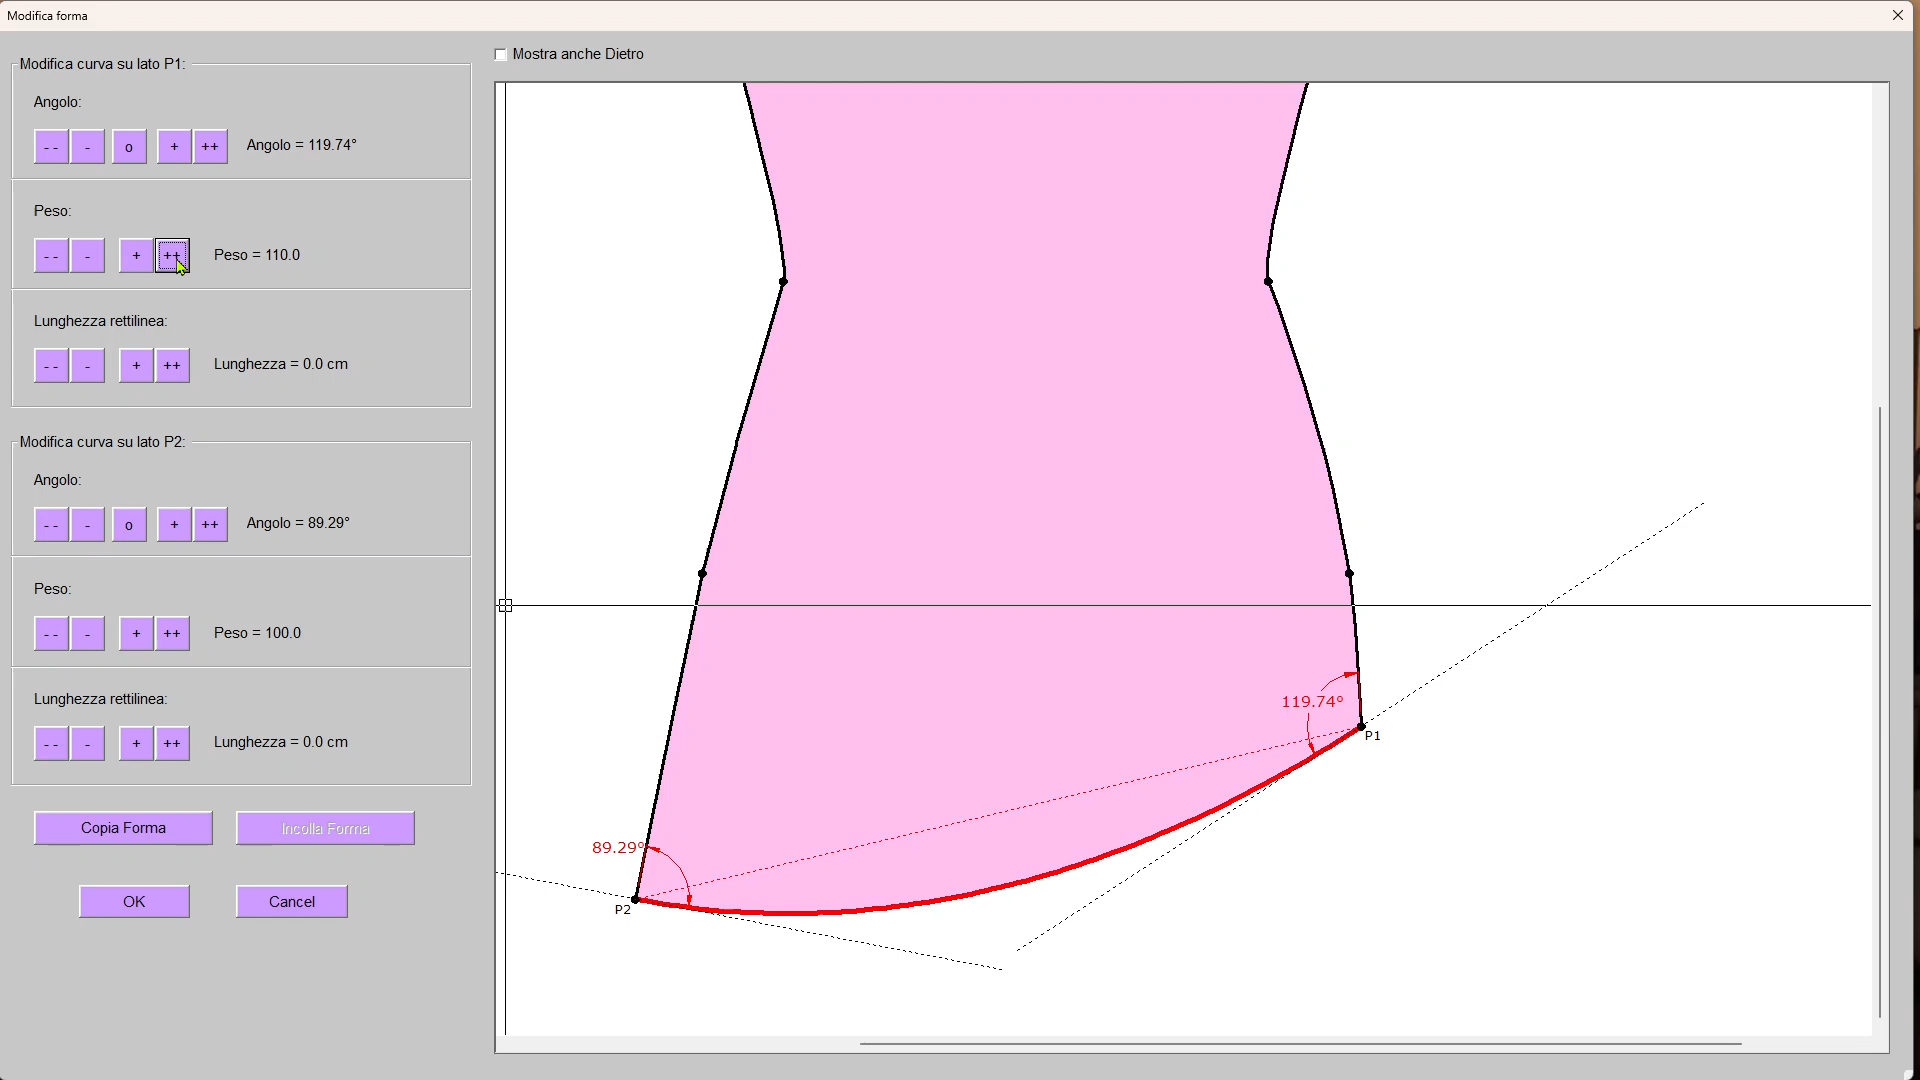 Modifica forma
Mostra anche Dietro
Modifica curva su lato P1:
Angolo:
-- - o + ++ Angolo = 119.74°
Peso:
-- - + ++ Peso = 110.0
Lunghezza rettilinea:
-- - + ++ Lunghezza = 0.0 cm
Modifica curva su lato P2:
Angolo:
-- - o + ++ Angolo = 89.29°
Peso:
-- - + ++ Peso = 100.0
Lunghezza rettilinea:
-- - + ++ Lunghezza = 0.0 cm
Copia Forma Incolla Forma
OK Cancel
119.74°
P1
89.29°
P2